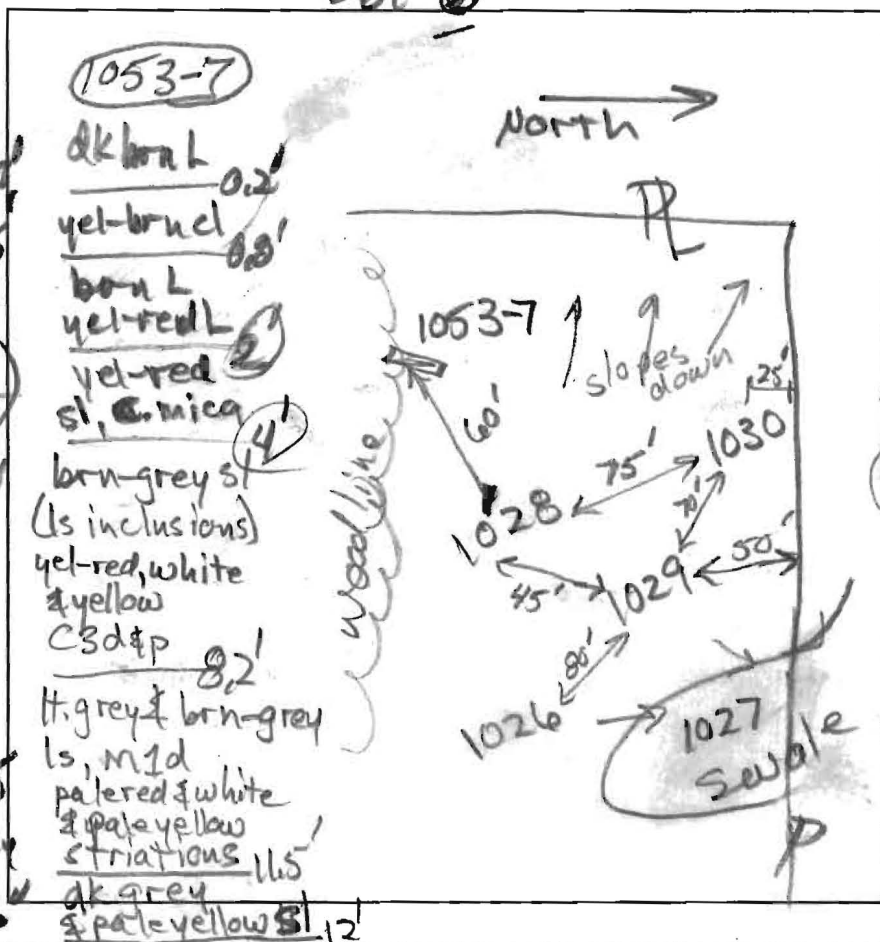 1053-7
dk brn L
0.2'
yel-brn cl
0.8'
brn L
yel-red L
2'
yel-red
sl, c. mica
4'
brn-grey sl
(ls inclusions)
yel-red, white
& yellow
C3d&p
8.2'
lt. grey & brn-grey
ls, m1d
pale red & white
& pale yellow
striations 11.5'
dk grey
& pale yellow sl 12'
North
PL
1053-7
slopes
down
25'
60'
1030
75'
70'
1028
woodline
50'
1029
45'
80'
1026
1027
Swale
P